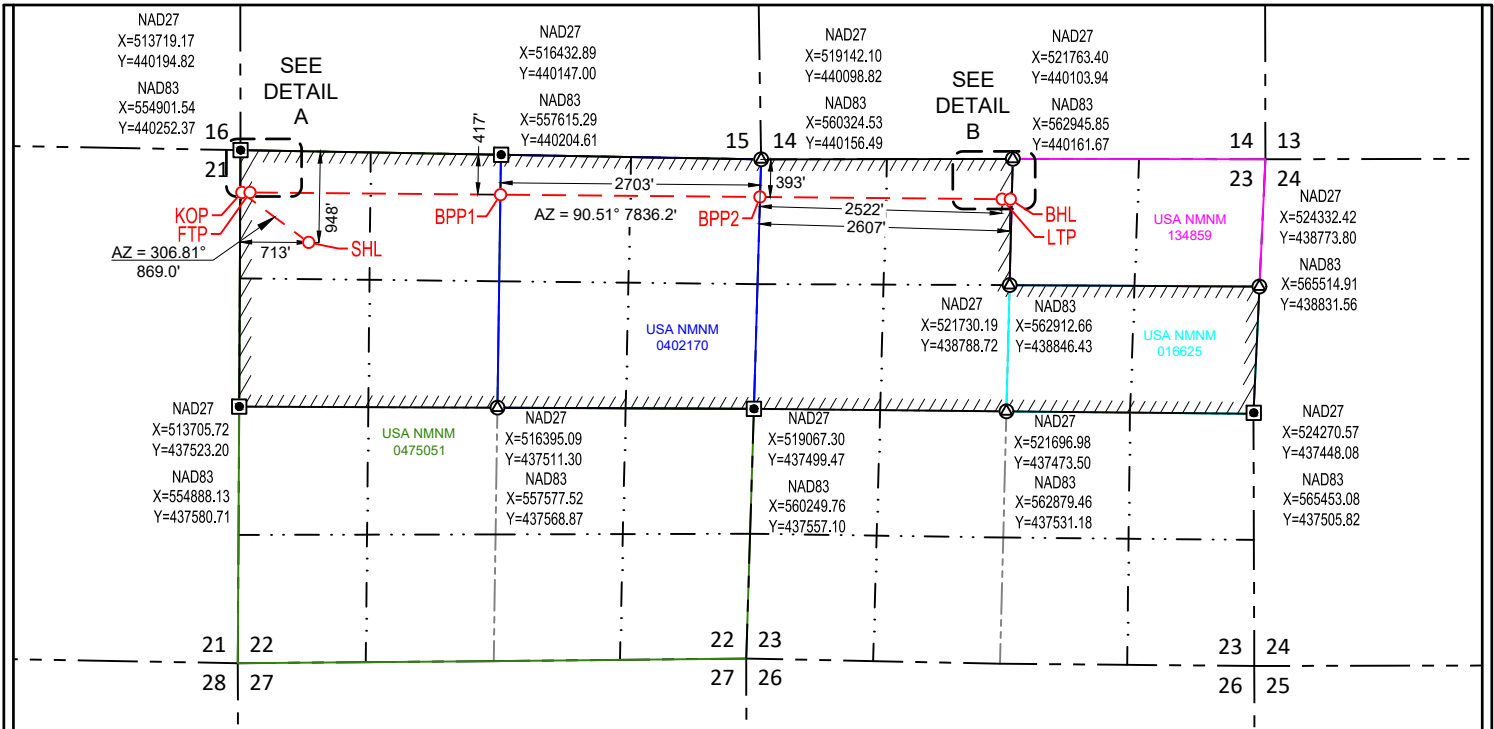 NAD27
X=513719.17
Y=440194.82
NAD83
X=554901.54
Y=440252.37
SEE
DETAIL
A
NAD27
X=516432.89
Y=440147.00
NAD83
X=557615.29
Y=440204.61
NAD27
X=519142.10
Y=440098.82
NAD83
X=560324.53
Y=440156.49
SEE
DETAIL
B
NAD27
X=521763.40
Y=440103.94
NAD83
X=562945.85
Y=440161.67
16
21
15 14
14 13
23 24
417'
948'
713'
KOP
FTP
SHL
AZ = 306.81°
869.0'
BPP1
2703'
AZ = 90.51° 7836.2'
BPP2
393'
2522'
2607'
BHL
LTP
USA NMNM
134859
NAD27
X=524332.42
Y=438773.80
NAD83
X=565514.91
Y=438831.56
NAD27
X=521730.19
Y=438788.72
NAD83
X=562912.66
Y=438846.43
USA NMNM
0402170
USA NMNM
016625
NAD27
X=513705.72
Y=437523.20
NAD83
X=554888.13
Y=437580.71
USA NMNM
0475051
NAD27
X=516395.09
Y=437511.30
NAD83
X=557577.52
Y=437568.87
NAD27
X=519067.30
Y=437499.47
NAD83
X=560249.76
Y=437557.10
NAD27
X=521696.98
Y=437473.50
NAD83
X=562879.46
Y=437531.18
NAD27
X=524270.57
Y=437448.08
NAD83
X=565453.08
Y=437505.82
21 22
28 27
22 23
27 26
23 24
26 25